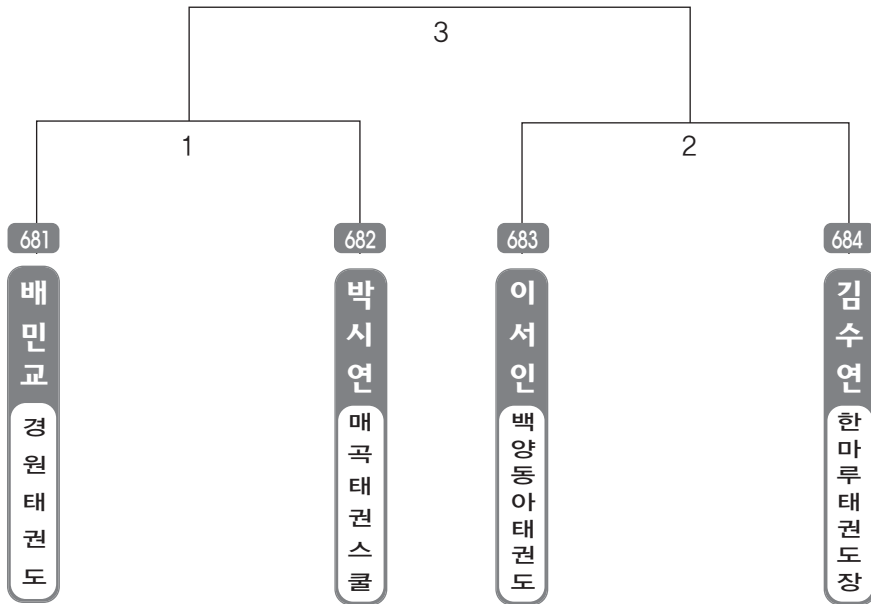 3
1
2
681
682
683
684
배민교
박시연
이서인
김수연
경원태권도
매곡태권스쿨
백양동아태권도
한마루태권도장